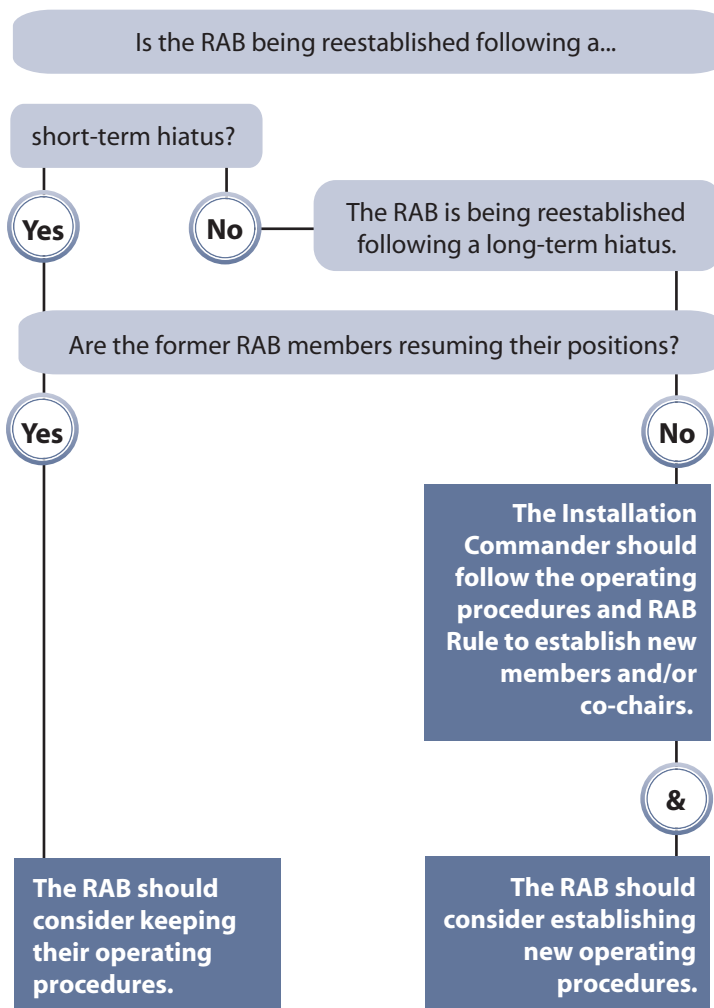 Is the RAB being reestablished following a...
short-term hiatus?
Yes
No
The RAB is being reestablished
following a long-term hiatus.
Are the former RAB members resuming their positions?
Yes
No
The Installation
Commander should
follow the operating
procedures and RAB
Rule to establish new
members and/or
co-chairs.
&
The RAB should
consider keeping
their operating
procedures.
The RAB should
consider establishing
new operating
procedures.